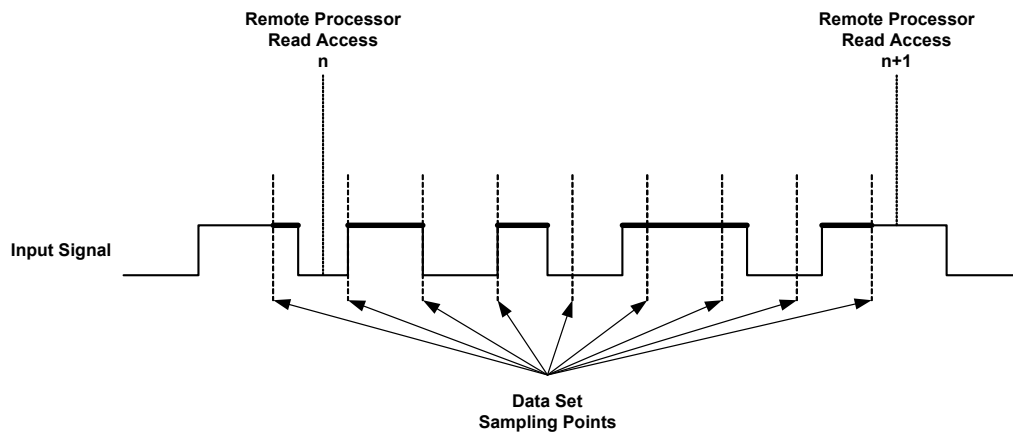 Remote Processor
Read Access
n
Remote Processor
Read Access
n+1
Input Signal
Data Set
Sampling Points